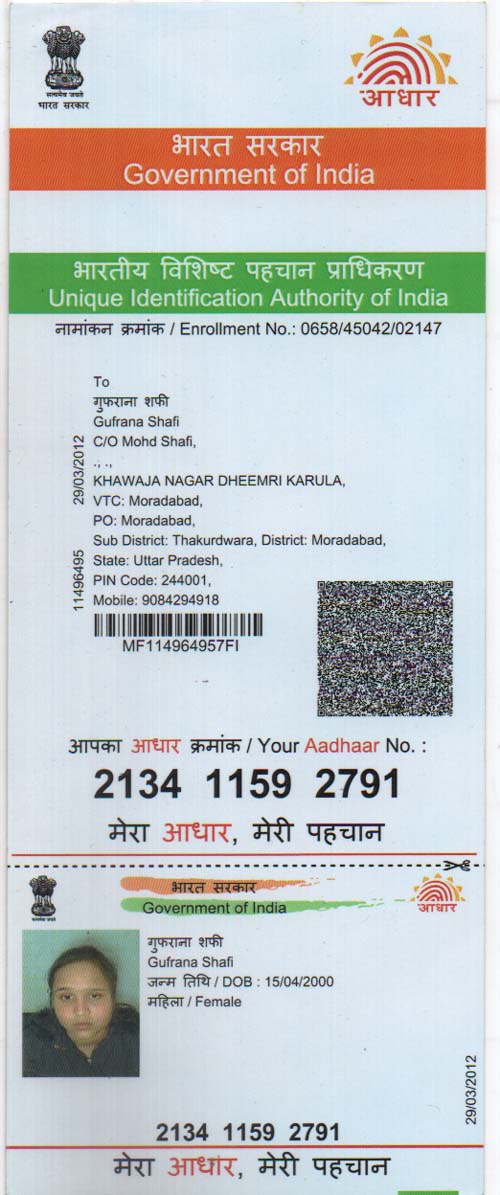 सत्यमेव जयते
भारत सरकार
आधार
भारत सरकार
Government of India
भारतीय विशिष्ट पहचान प्राधिकरण
Unique Identification Authority of India
नामांकन क्रमांक / Enrollment No.: 0658/45042/02147
To
गुफराना शफी
Gufrana Shafi
C/O Mohd Shafi,
., .,
KHAWAJA NAGAR DHEEMRI KARULA,
VTC: Moradabad,
PO: Moradabad,
Sub District: Thakurdwara, District: Moradabad,
State: Uttar Pradesh,
PIN Code: 244001,
Mobile: 9084294918
29/03/2012
11496495
MF114964957FI
आपका आधार क्रमांक / Your Aadhaar No. :
2134 1159 2791
मेरा आधार, मेरी पहचान
भारत सरकार
Government of India
आधार
गुफराना शफी
Gufrana Shafi
जन्म तिथि / DOB : 15/04/2000
महिला / Female
29/03/2012
2134 1159 2791
मेरा आधार, मेरी पहचान